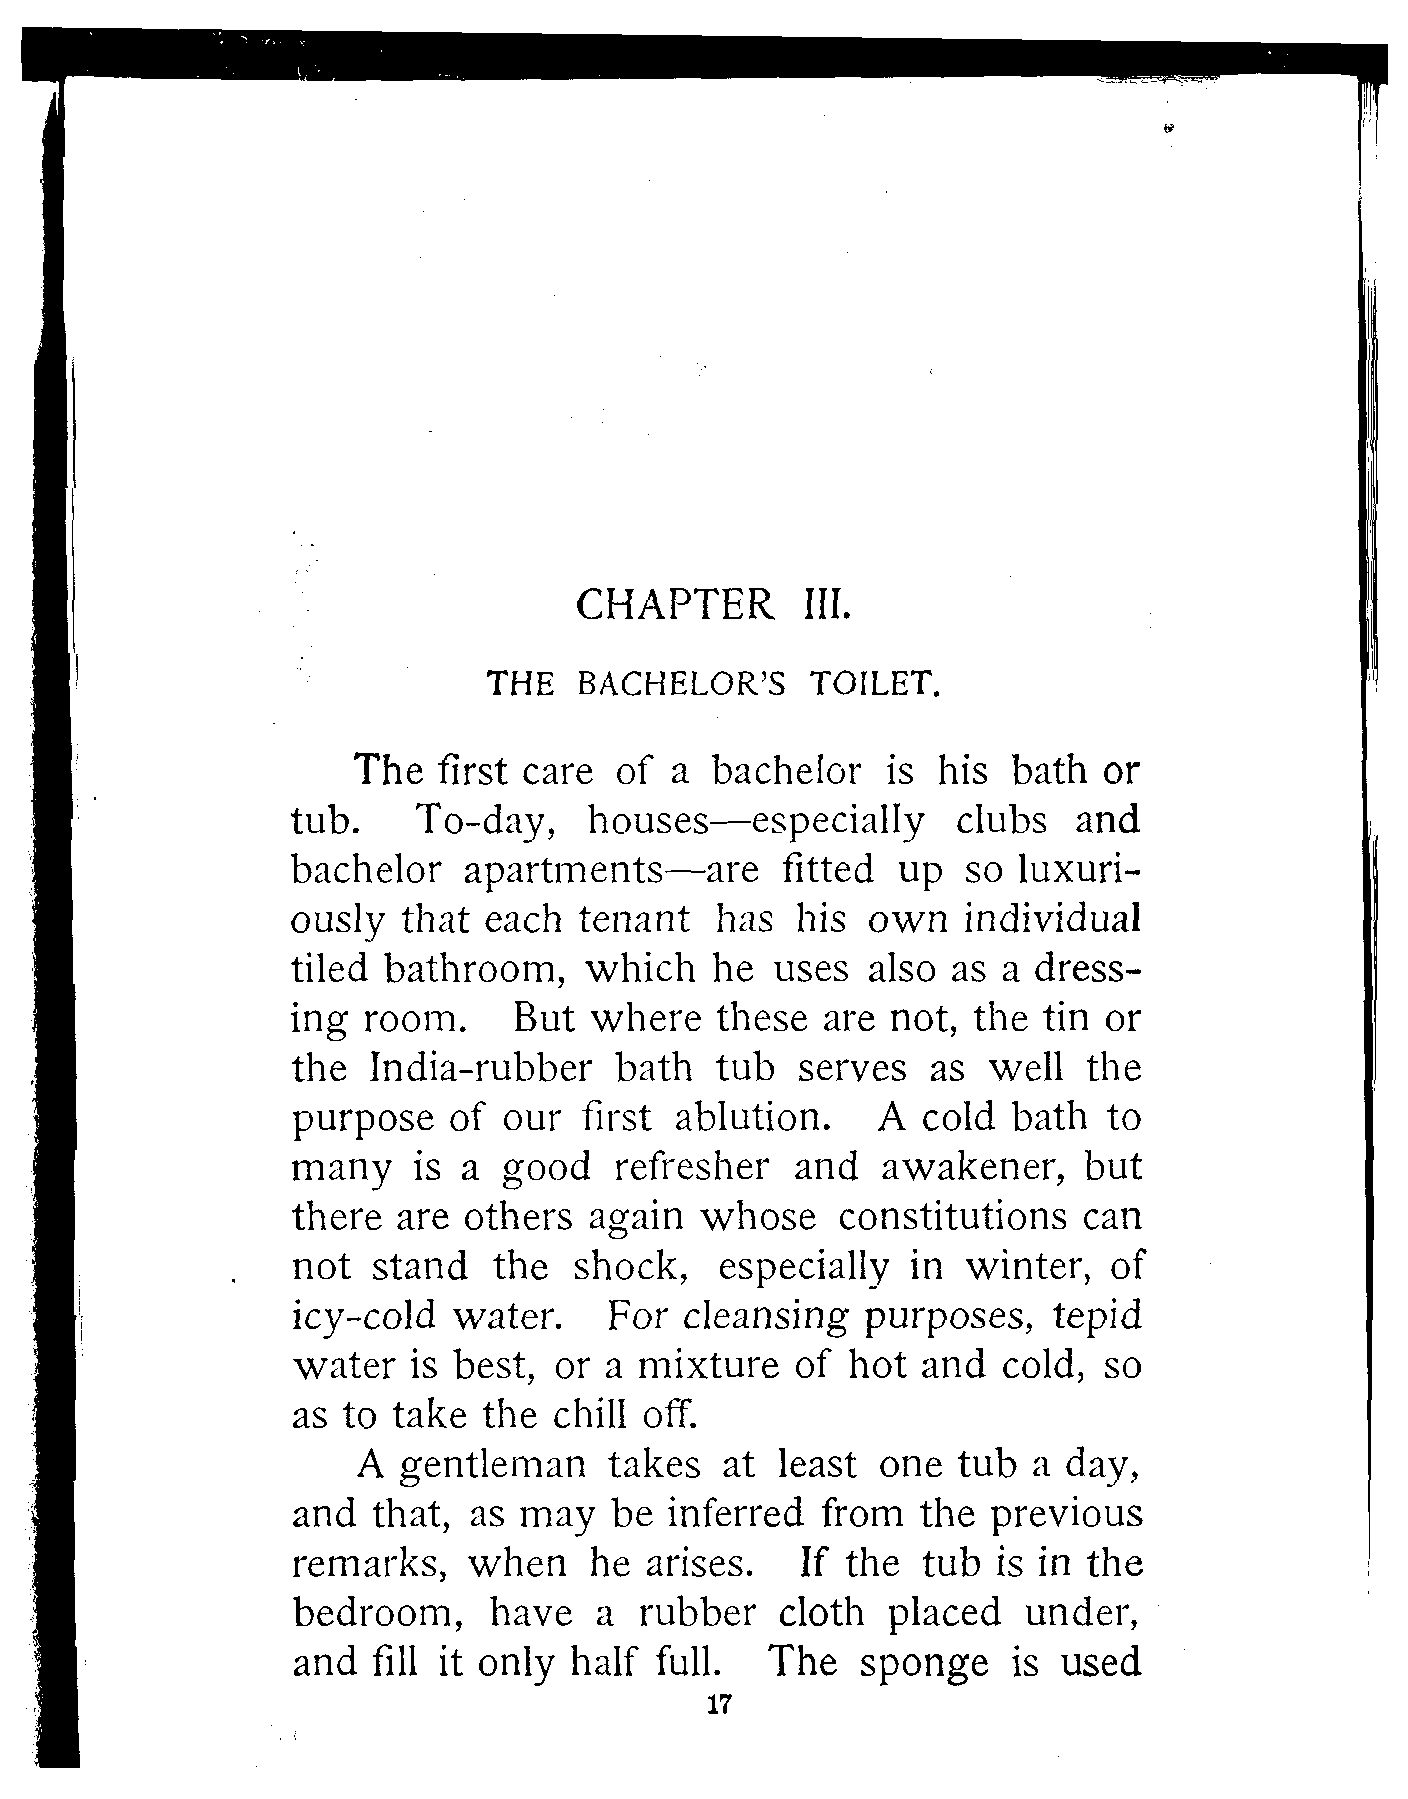 CHAPTER III.
THE BACHELOR'S TOILET.
The first care of a bachelor is his bath or
tub. To-day, houses—especially clubs and
bachelor apartments—are fitted up so luxuri-
ously that each tenant has his own individual
tiled bathroom, which he uses also as a dress-
ing room. But where these are not, the tin or
the India-rubber bath tub serves as well the
purpose of our first ablution. A cold bath to
many is a good refresher and awakener, but
there are others again whose constitutions can
not stand the shock, especially in winter, of
icy-cold water. For cleansing purposes, tepid
water is best, or a mixture of hot and cold, so
as to take the chill off.
A gentleman takes at least one tub a day,
and that, as may be inferred from the previous
remarks, when he arises. If the tub is in the
bedroom, have a rubber cloth placed under,
and fill it only half full. The sponge is used
17